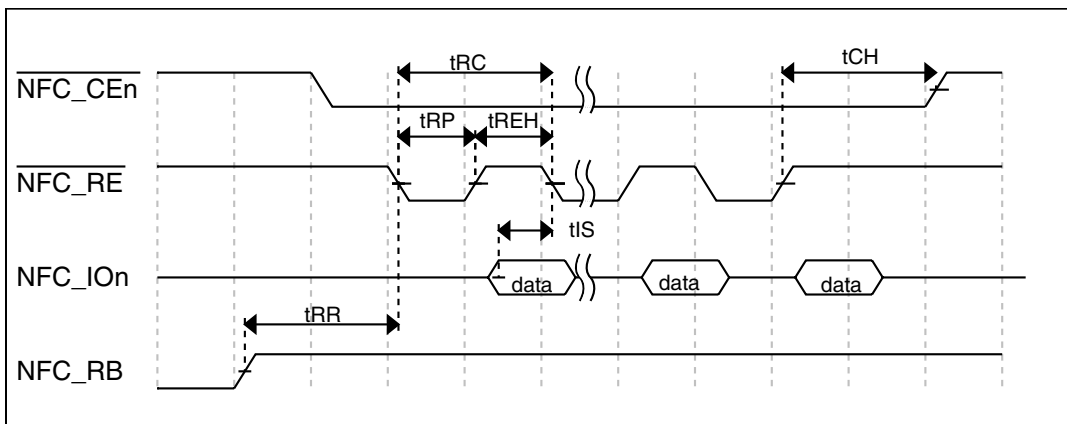 tRC
tCH
NFC_CEn
tRP
tREH
NFC_RE
tIS
NFC_IOn
data
data
data
tRR
NFC_RB